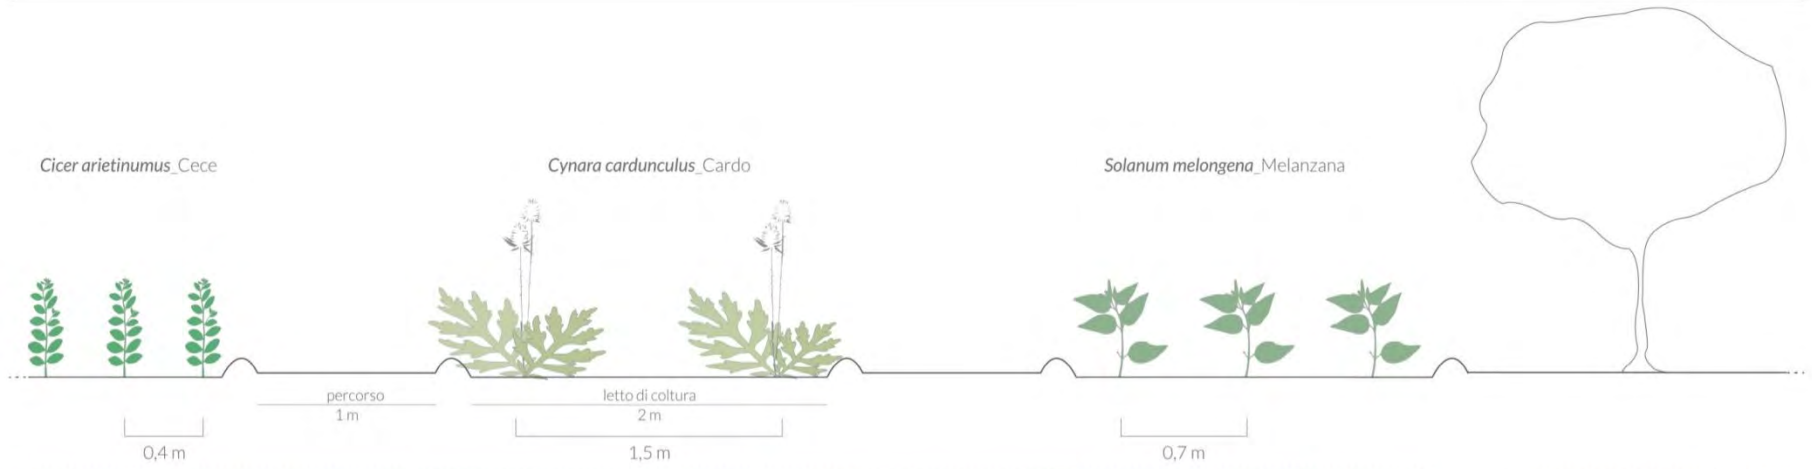 Cicer arietinumus_Cece
Cynara cardunculus_Cardo
Solanum melongena_Melanzana
percorso
1 m
letto di coltura
2 m
0,4 m
1,5 m
0,7 m